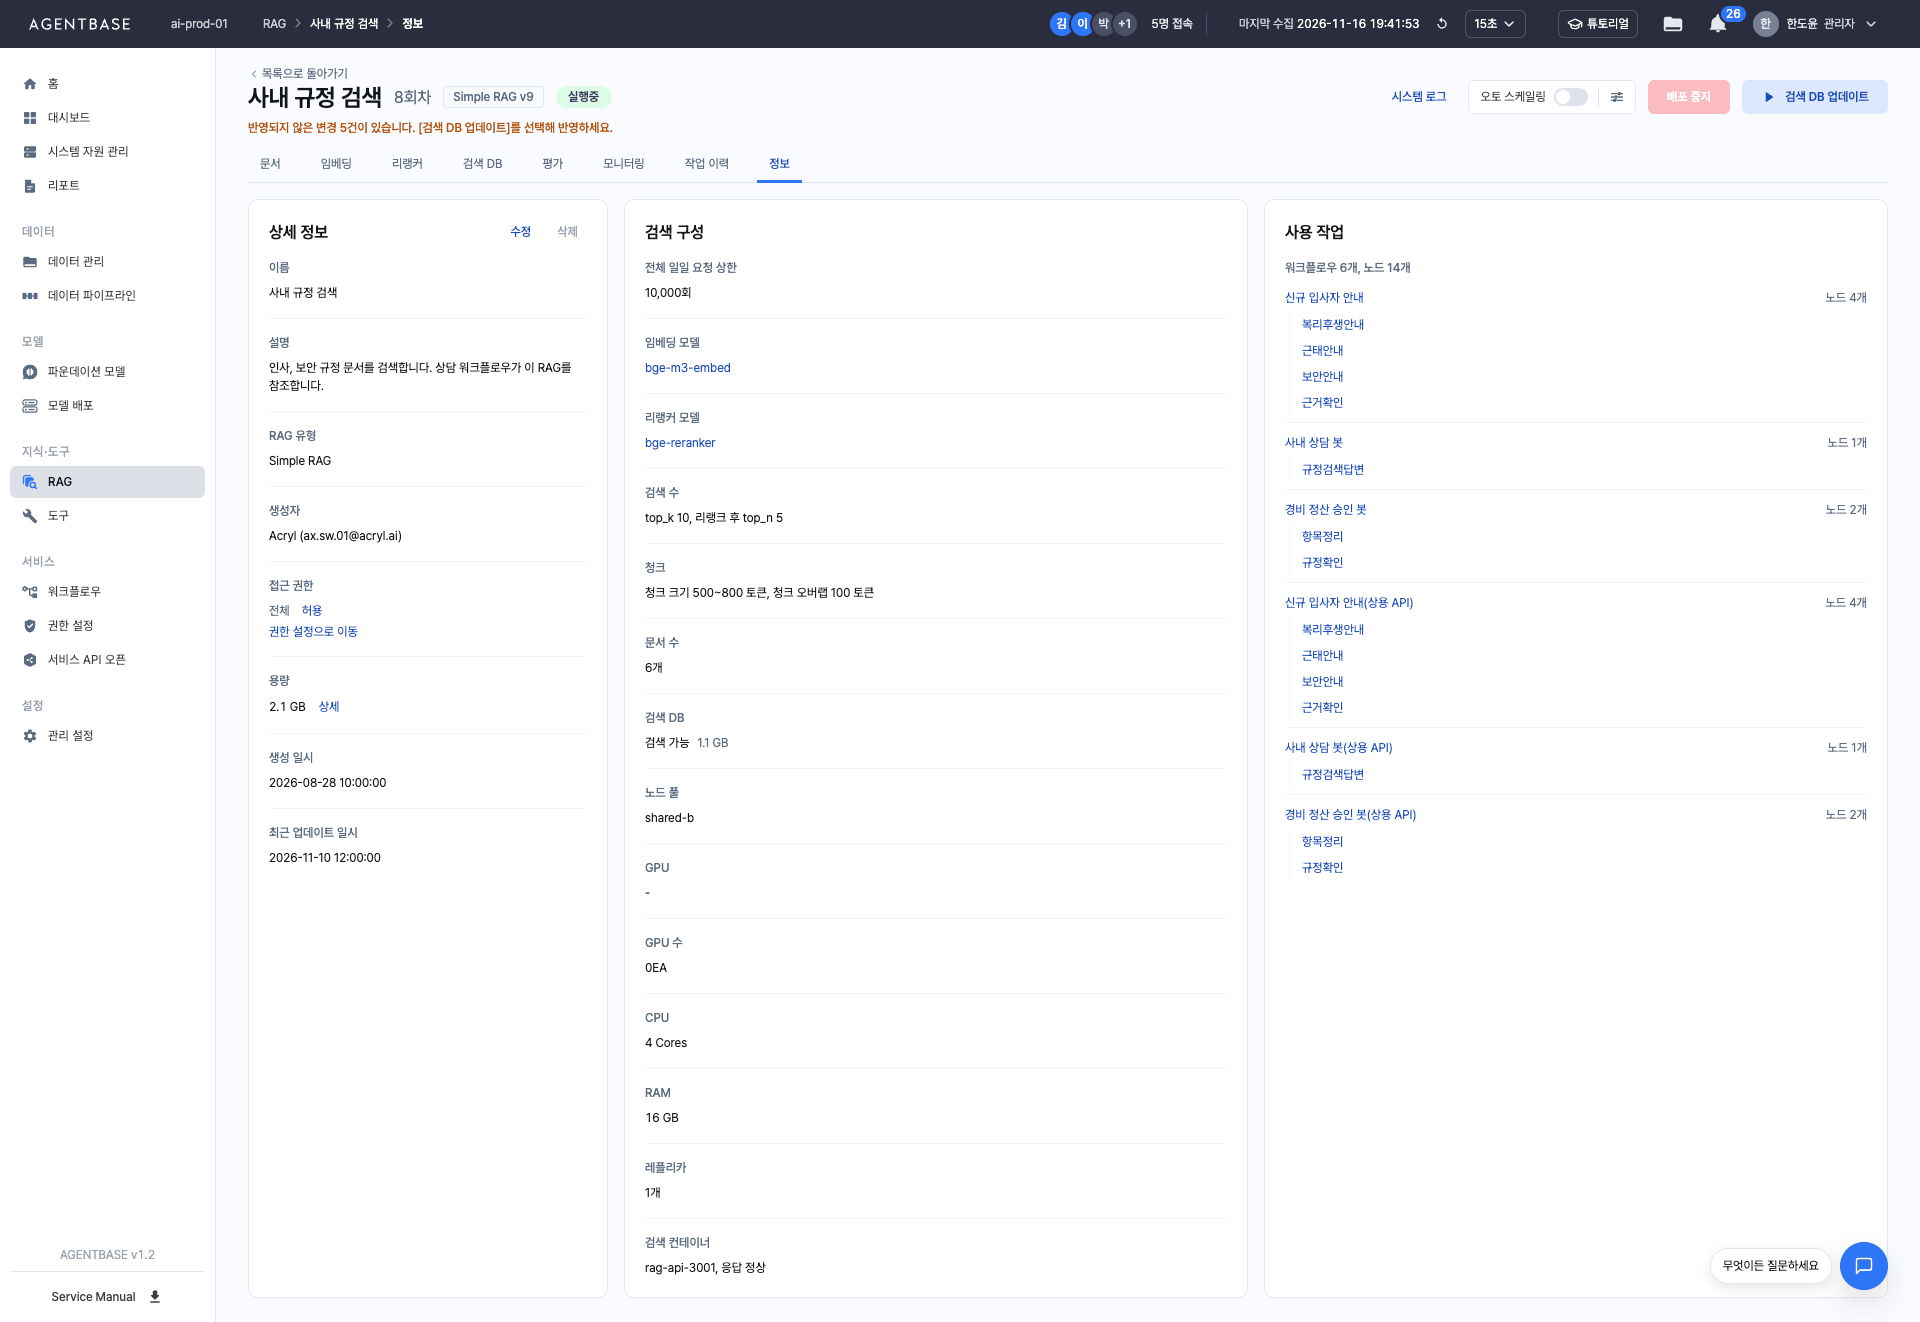 AGENTBASE
ai-prod-01
RAG
사내 규정 검색
정보
김
이
박
+1
5명 접속
마지막 수집 2026-11-16 19:41:53
15초
튜토리얼
26
한
한도윤 관리자
홈
대시보드
시스템 자원 관리
리포트
데이터
데이터 관리
데이터 파이프라인
모델
파운데이션 모델
모델 배포
지식·도구
RAG
도구
서비스
워크플로우
권한 설정
서비스 API 오픈
설정
관리 설정
AGENTBASE v1.2
Service Manual
목록으로 돌아가기
사내 규정 검색 8회차 Simple RAG v9 실행중
반영되지 않은 변경 5건이 있습니다. [검색 DB 업데이트]를 선택해 반영하세요.
시스템 로그
오토 스케일링
배포 중지
검색 DB 업데이트
문서
임베딩
리랭커
검색 DB
평가
모니터링
작업 이력
정보
상세 정보
수정
삭제
이름
사내 규정 검색
설명
인사, 보안 규정 문서를 검색합니다. 상담 워크플로우가 이 RAG를
참조합니다.
RAG 유형
Simple RAG
생성자
Acryl (ax.sw.01@acryl.ai)
접근 권한
전체 허용
권한 설정으로 이동
용량
2.1 GB 상세
생성 일시
2026-08-28 10:00:00
최근 업데이트 일시
2026-11-10 12:00:00
검색 구성
전체 일일 요청 상한
10,000회
임베딩 모델
bge-m3-embed
리랭커 모델
bge-reranker
검색 수
top_k 10, 리랭크 후 top_n 5
청크
청크 크기 500~800 토큰, 청크 오버랩 100 토큰
문서 수
6개
검색 DB
검색 가능 1.1 GB
노드 풀
shared-b
GPU
-
GPU 수
0EA
CPU
4 Cores
RAM
16 GB
레플리카
1개
검색 컨테이너
rag-api-3001, 응답 정상
사용 작업
워크플로우 6개, 노드 14개
신규 입사자 안내 노드 4개
복리후생안내
근태안내
보안안내
근거확인
사내 상담 봇 노드 1개
규정검색답변
경비 정산 승인 봇 노드 2개
항목정리
규정확인
신규 입사자 안내(상용 API) 노드 4개
복리후생안내
근태안내
보안안내
근거확인
사내 상담 봇(상용 API) 노드 1개
규정검색답변
경비 정산 승인 봇(상용 API) 노드 2개
항목정리
규정확인
무엇이든 질문하세요